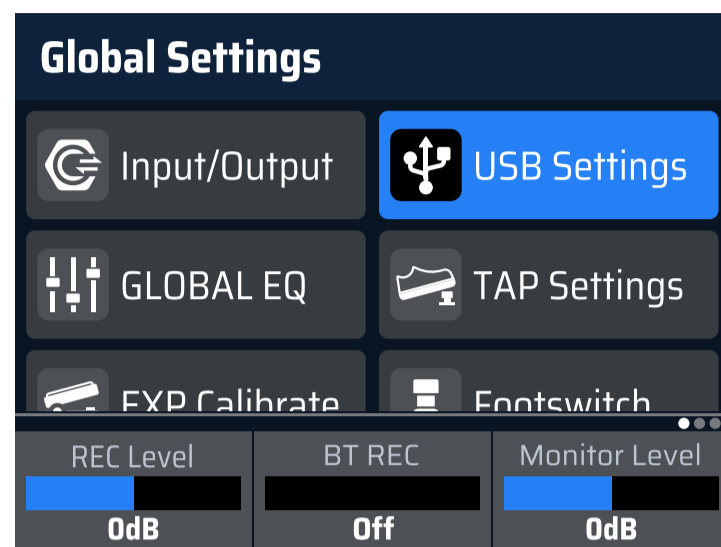 Global Settings
Input/Output
USB Settings
GLOBAL EQ
TAP Settings
EXP Calibrate
Footswitch
REC Level
BT REC
Monitor Level
0dB
Off
0dB